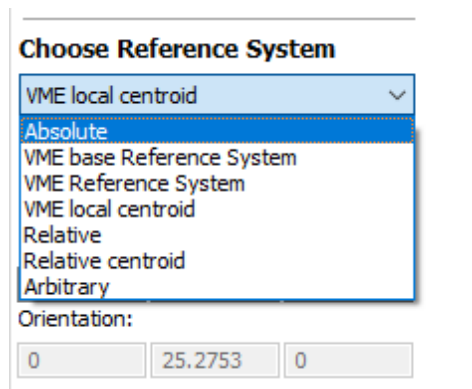 Choose Reference System
VME local centroid
Absolute
VME base Reference System
VME Reference System
VME local centroid
Relative
Relative centroid
Arbitrary
Orientation:
0 25.2753 0